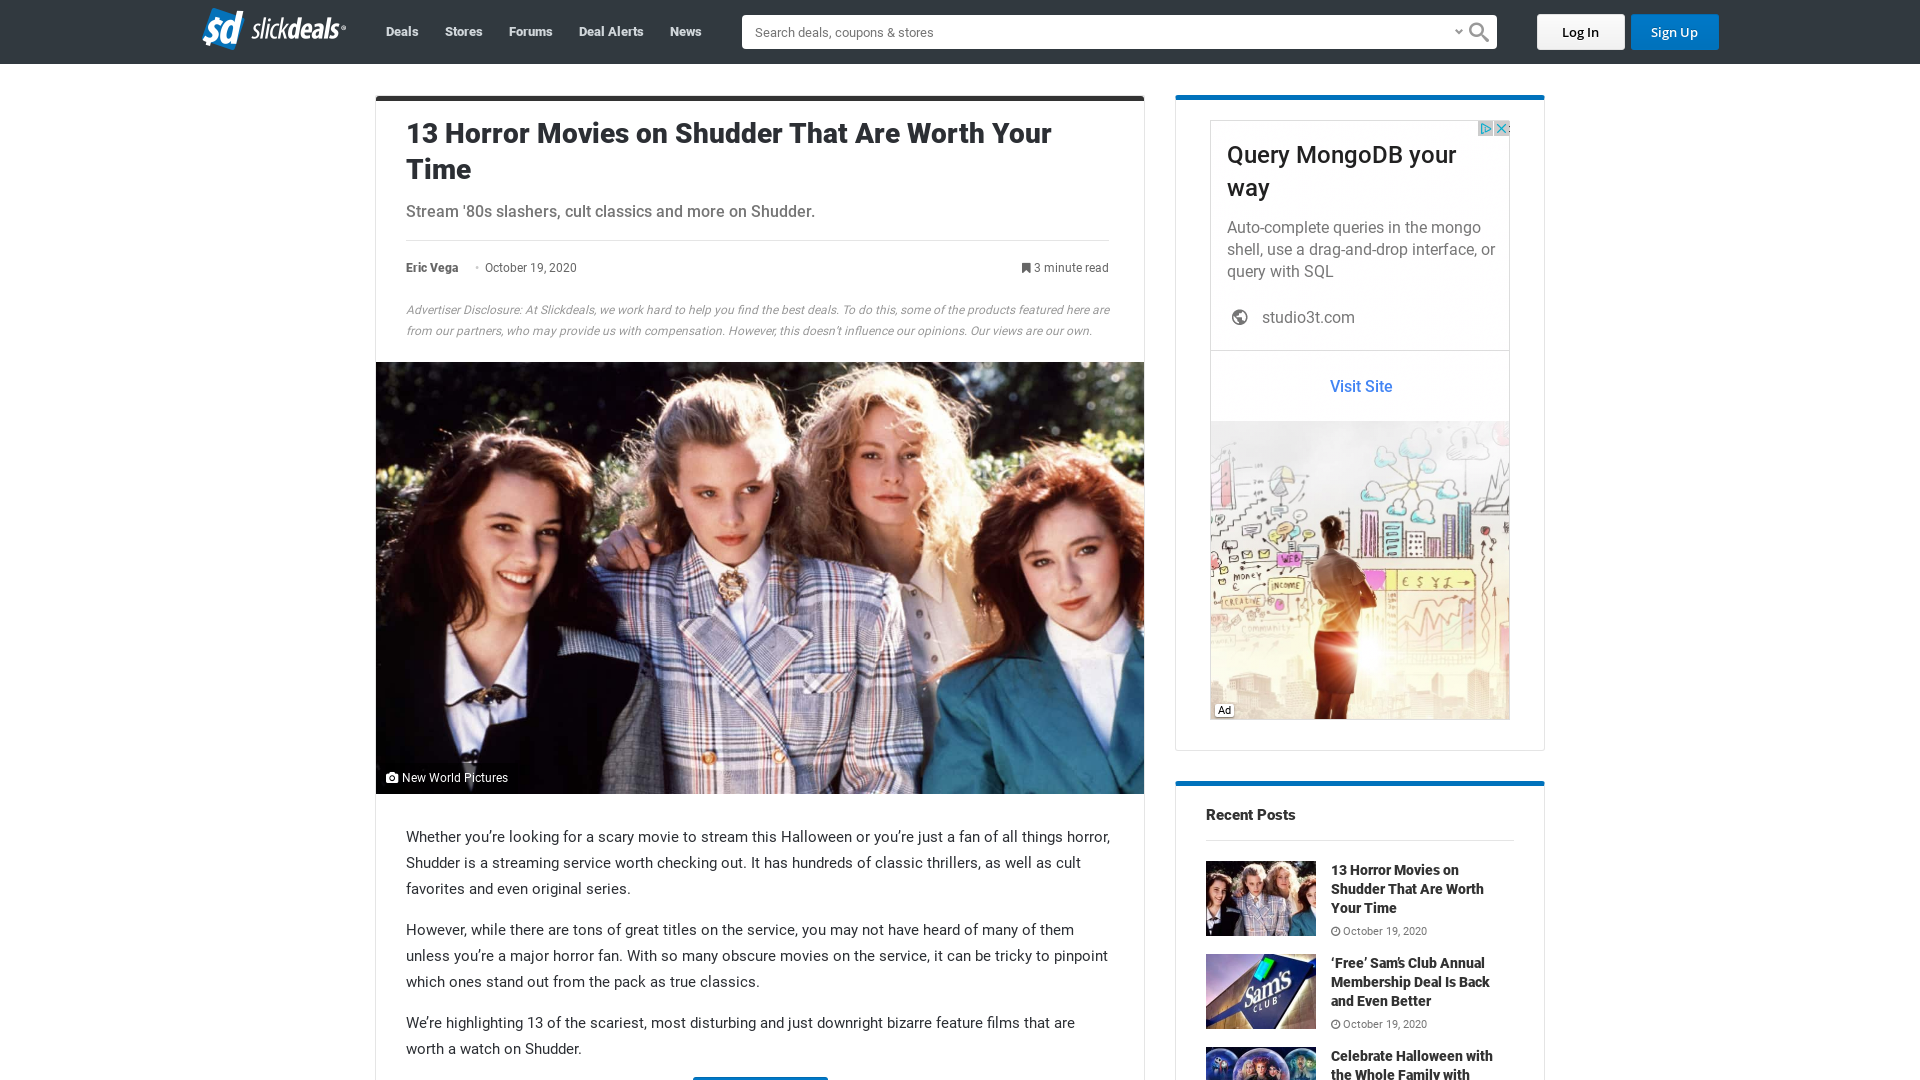 slickdeals
Deals
Stores
Forums
Deal Alerts
News
Search deals, coupons & stores
Log In
Sign Up
13 Horror Movies on Shudder That Are Worth Your
Time
Stream '80s slashers, cult classics and more on Shudder.
Eric Vega
• October 19, 2020
3 minute read
Advertiser Disclosure: At Slickdeals, we work hard to help you find the best deals. To do this, some of the products featured here are
from our partners, who may provide us with compensation. However, this doesn’t influence our opinions. Our views are our own.
New World Pictures
Whether you’re looking for a scary movie to stream this Halloween or you’re just a fan of all things horror,
Shudder is a streaming service worth checking out. It has hundreds of classic thrillers, as well as cult
favorites and even original series.
However, while there are tons of great titles on the service, you may not have heard of many of them
unless you’re a major horror fan. With so many obscure movies on the service, it can be tricky to pinpoint
which ones stand out from the pack as true classics.
We’re highlighting 13 of the scariest, most disturbing and just downright bizarre feature films that are
worth a watch on Shudder.
Query MongoDB your
way
Auto-complete queries in the mongo
shell, use a drag-and-drop interface, or
query with SQL
studio3t.com
Visit Site
WEB
MONEY
INCOME
CREATIVE
COMMUNITY
€ $ ¥ £
Ad
Recent Posts
13 Horror Movies on
Shudder That Are Worth
Your Time
October 19, 2020
Sam's
CLUB
‘Free’ Sam’s Club Annual
Membership Deal Is Back
and Even Better
October 19, 2020
Celebrate Halloween with
the Whole Family with